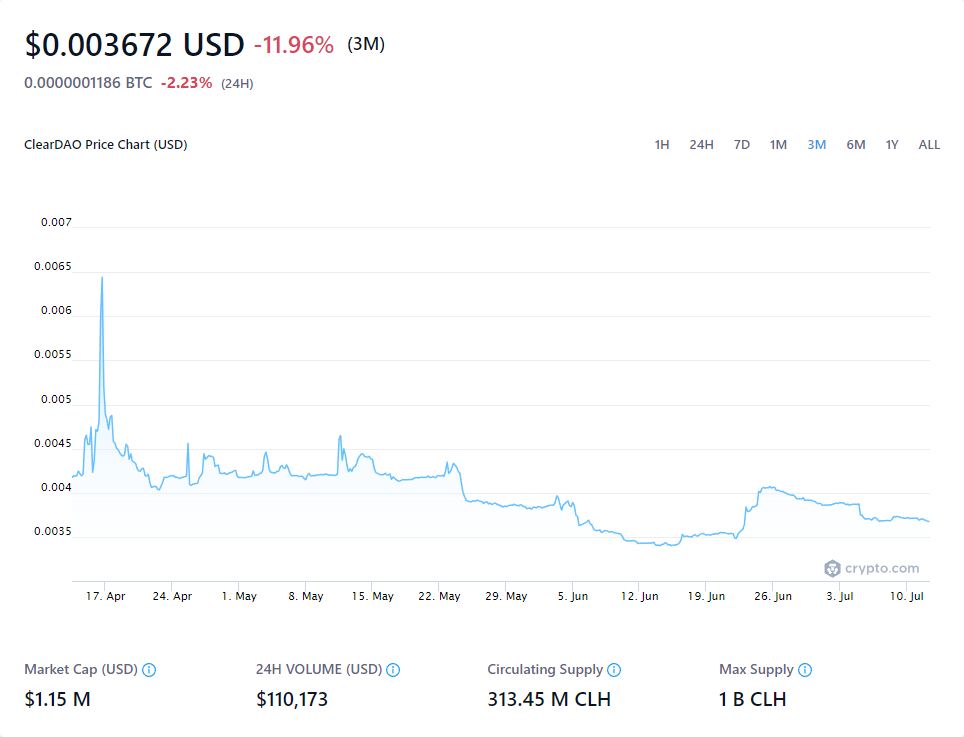 $0.003672 USD -11.96% (3M)
0.0000001186 BTC -2.23% (24H)
ClearDAO Price Chart (USD) 1H 24H 7D 1M 3M 6M 1Y ALL
0.007
0.0065
0.006
0.0055
0.005
0.0045
0.004
0.0035
crypto.com
17. Apr 24. Apr 1. May 8. May 15. May 22. May 29. May 5. Jun 12. Jun 19. Jun 26. Jun 3. Jul 10. Jul
Market Cap (USD) 24H VOLUME (USD) Circulating Supply Max Supply
$1.15 M $110,173 313.45 M CLH 1 B CLH